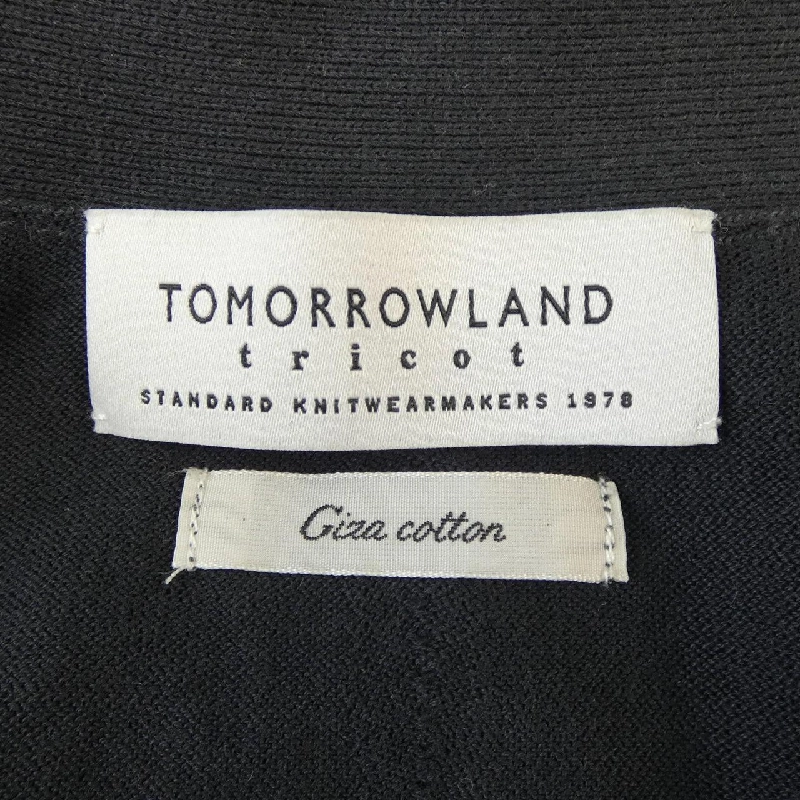 TOMORROWLAND
tricot
STANDARD KNITWEARMAKERS 1978
Giza cotton